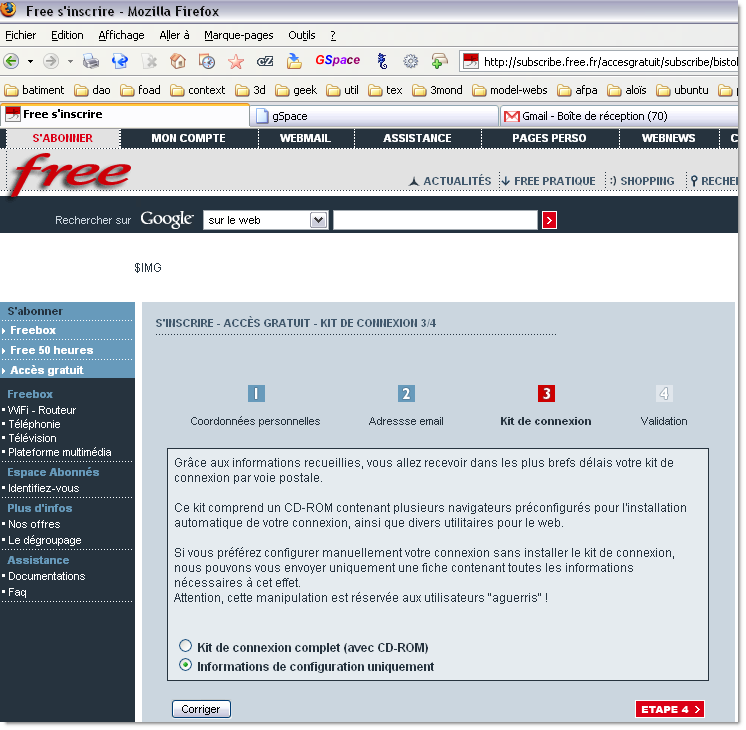 Free s'inscrire - Mozilla Firefox
Fichier Edition Affichage Aller à Marque-pages Outils ?
GSpace http://subscribe.free.fr/accesgratuit/subscribe/bistol
batiment dao foad context 3d geek util tex 3mond model-webs afpa aloïs ubuntu
Free s'inscrire gSpace Gmail - Boîte de réception (70)
S'ABONNER MON COMPTE WEBMAIL ASSISTANCE PAGES PERSO WEBNEWS C
free
ACTUALITÉS FREE PRATIQUE :) SHOPPING RECHE
Rechercher sur Google sur le web >
$IMG
S'abonner
Freebox
Free 50 heures
Accès gratuit
Freebox
WiFi - Routeur
Téléphonie
Télévision
Plateforme multimédia
Espace Abonnés
Identifiez-vous
Plus d'infos
Nos offres
Le dégroupage
Assistance
Documentations
Faq
S'INSCRIRE - ACCÈS GRATUIT - KIT DE CONNEXION 3/4
1 2 3 4
Coordonnées personnelles Adressse email Kit de connexion Validation
Grâce aux informations recueillies, vous allez recevoir dans les plus brefs délais votre kit de
connexion par voie postale.
Ce kit comprend un CD-ROM contenant plusieurs navigateurs préconfigurés pour l'installation
automatique de votre connexion, ainsi que divers utilitaires pour le web.
Si vous préférez configurer manuellement votre connexion sans installer le kit de connexion,
nous pouvons vous envoyer uniquement une fiche contenant toutes les informations
nécessaires à cet effet.
Attention, cette manipulation est réservée aux utilisateurs "aguerris" !
Kit de connexion complet (avec CD-ROM)
Informations de configuration uniquement
Corriger ETAPE 4 >